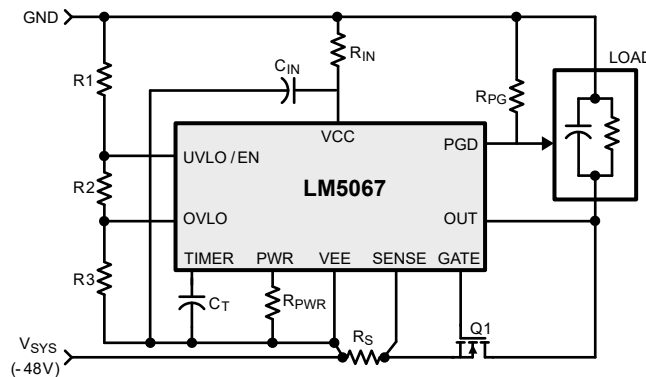 GND
LOAD
R1
CIN
RIN
RPG
VCC
UVLO / EN
PGD
R2
LM5067
OVLO
OUT
TIMER PWR VEE SENSE GATE
R3
CT
RPWR
RS
Q1
VSYS
(-48V)